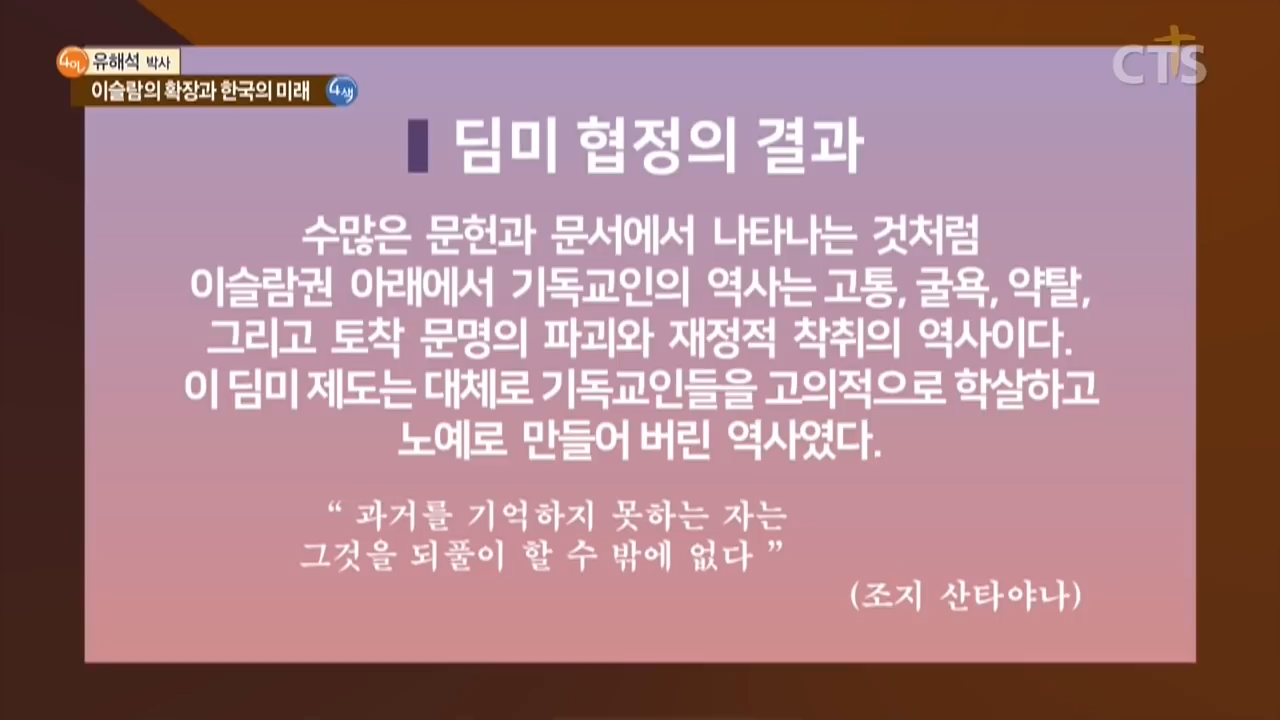 4인 유해석 박사
이슬람의 확장과 한국의 미래 4색
CTS
딤미 협정의 결과
수많은 문헌과 문서에서 나타나는 것처럼
이슬람권 아래에서 기독교인의 역사는 고통, 굴욕, 약탈,
그리고 토착 문명의 파괴와 재정적 착취의 역사이다.
이 딤미 제도는 대체로 기독교인들을 고의적으로 학살하고
노예로 만들어 버린 역사였다.
“ 과거를 기억하지 못하는 자는
그것을 되풀이 할 수 밖에 없다 ”
(조지 산타야나)